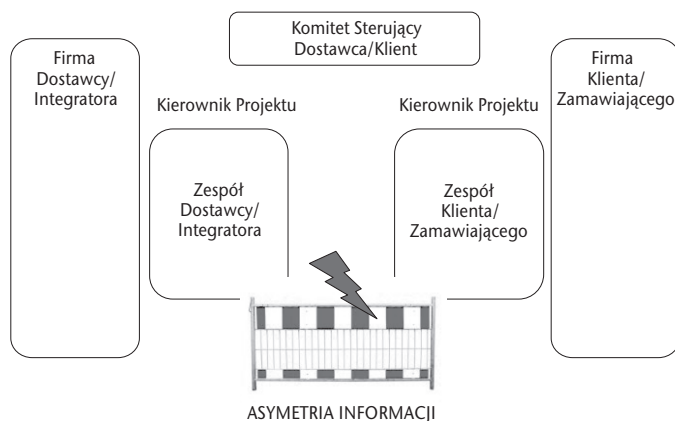 Komitet Sterujący
Dostawca/Klient
Firma
Dostawcy/
Integratora
Firma
Klienta/
Zamawiającego
Kierownik Projektu
Kierownik Projektu
Zespół
Dostawcy/
Integratora
Zespół
Klienta/
Zamawiającego
ASYMETRIA INFORMACJI